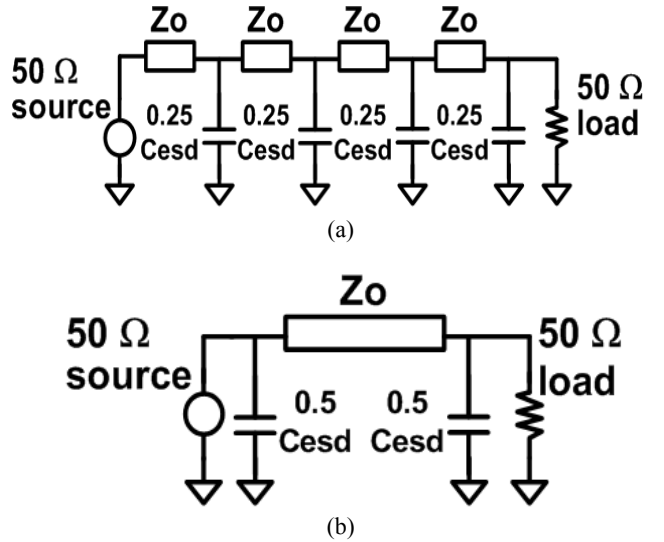 Zo Zo Zo Zo
50 Ω source
0.25 Cesd
0.25 Cesd
0.25 Cesd
0.25 Cesd
50 Ω load
(a)
Zo
50 Ω source
0.5 Cesd
0.5 Cesd
50 Ω load
(b)